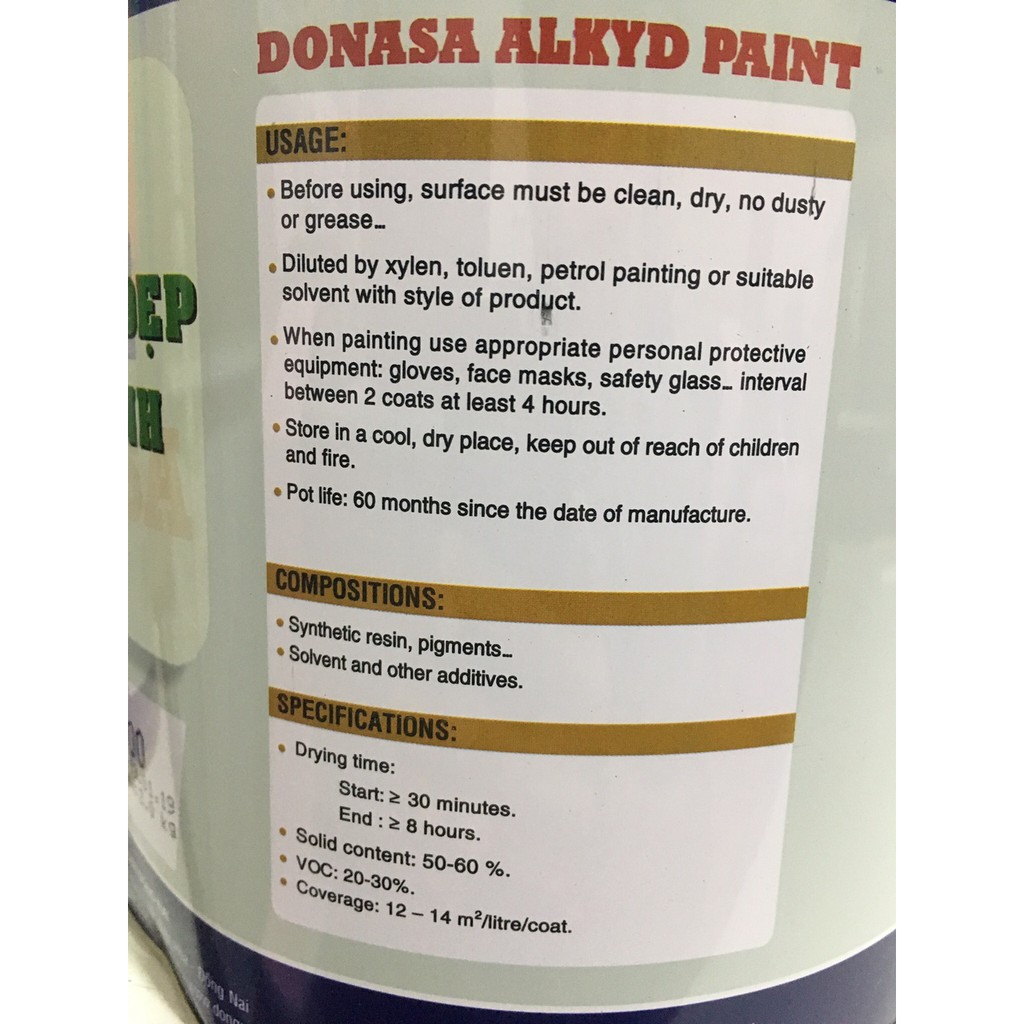 DONASA ALKYD PAINT
USAGE:
• Before using, surface must be clean, dry, no dusty
or grease...
• Diluted by xylen, toluen, petrol painting or suitable
solvent with style of product.
• When painting use appropriate personal protective
equipment: gloves, face masks, safety glass... interval
between 2 coats at least 4 hours.
• Store in a cool, dry place, keep out of reach of children
and fire.
• Pot life: 60 months since the date of manufacture.
COMPOSITIONS:
• Synthetic resin, pigments...
• Solvent and other additives.
SPECIFICATIONS:
• Drying time:
Start: ≥ 30 minutes.
End : ≥ 8 hours.
• Solid content: 50-60 %.
• VOC: 20-30%.
• Coverage: 12 – 14 m²/litre/coat.
ĐẸP
kg
Đồng Nai